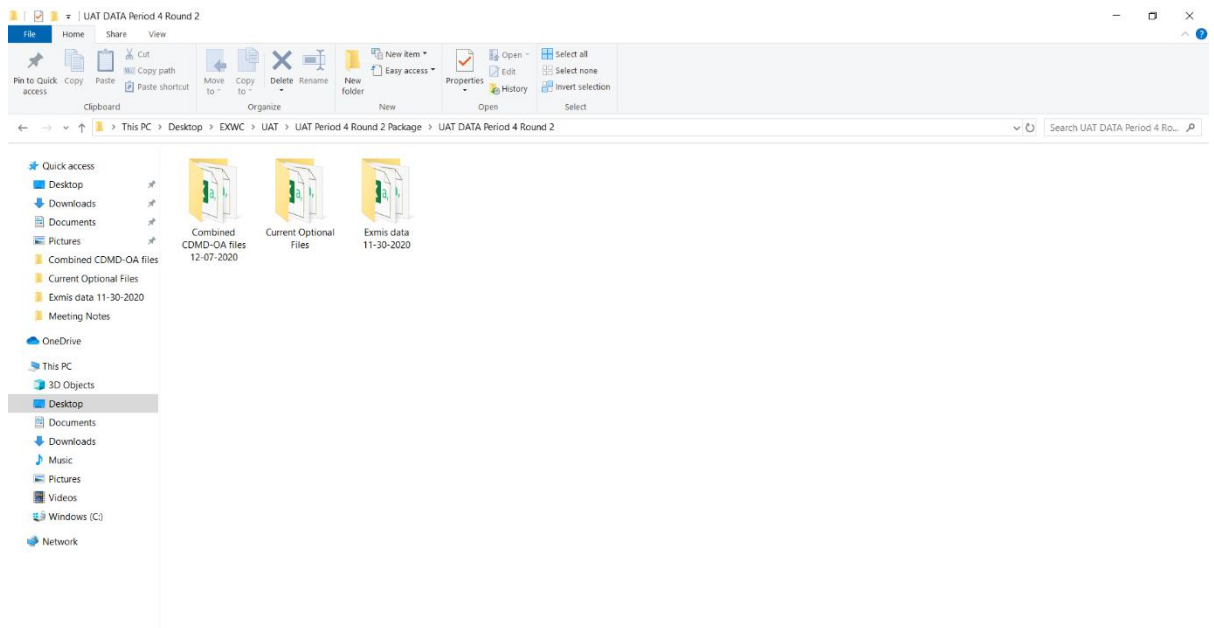 UAT DATA Period 4 Round 2
File Home Share View
Pin to Quick access
Copy
Paste
Cut
Copy path
Paste shortcut
Clipboard
Move to
Copy to
Delete
Rename
Organize
New folder
New item
Easy access
New
Properties
Open
Edit
History
Open
Select all
Select none
Invert selection
Select
This PC > Desktop > EXWC > UAT > UAT Period 4 Round 2 Package > UAT DATA Period 4 Round 2
Search UAT DATA Period 4 Ro...
Quick access
Desktop
Downloads
Documents
Pictures
Combined CDMD-OA files
Current Optional Files
Exmis data 11-30-2020
Meeting Notes
OneDrive
This PC
3D Objects
Desktop
Documents
Downloads
Music
Pictures
Videos
Windows (C:)
Network
Combined
CDMD-OA files
12-07-2020
Current Optional
Files
Exmis data
11-30-2020